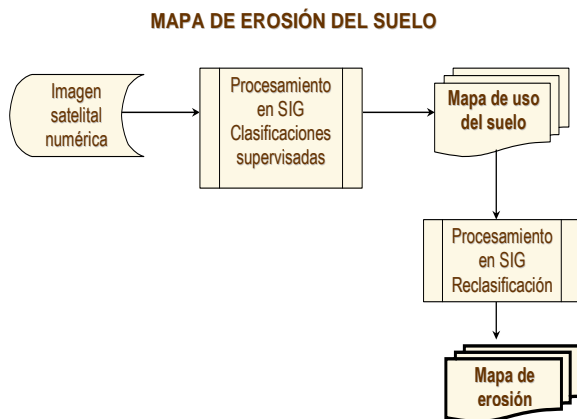 MAPA DE EROSIÓN DEL SUELO
Imagen
satelital
numérica
Procesamiento
en SIG
Clasificaciones
supervisadas
Mapa de uso
del suelo
Procesamiento
en SIG
Reclasificación
Mapa de
erosión